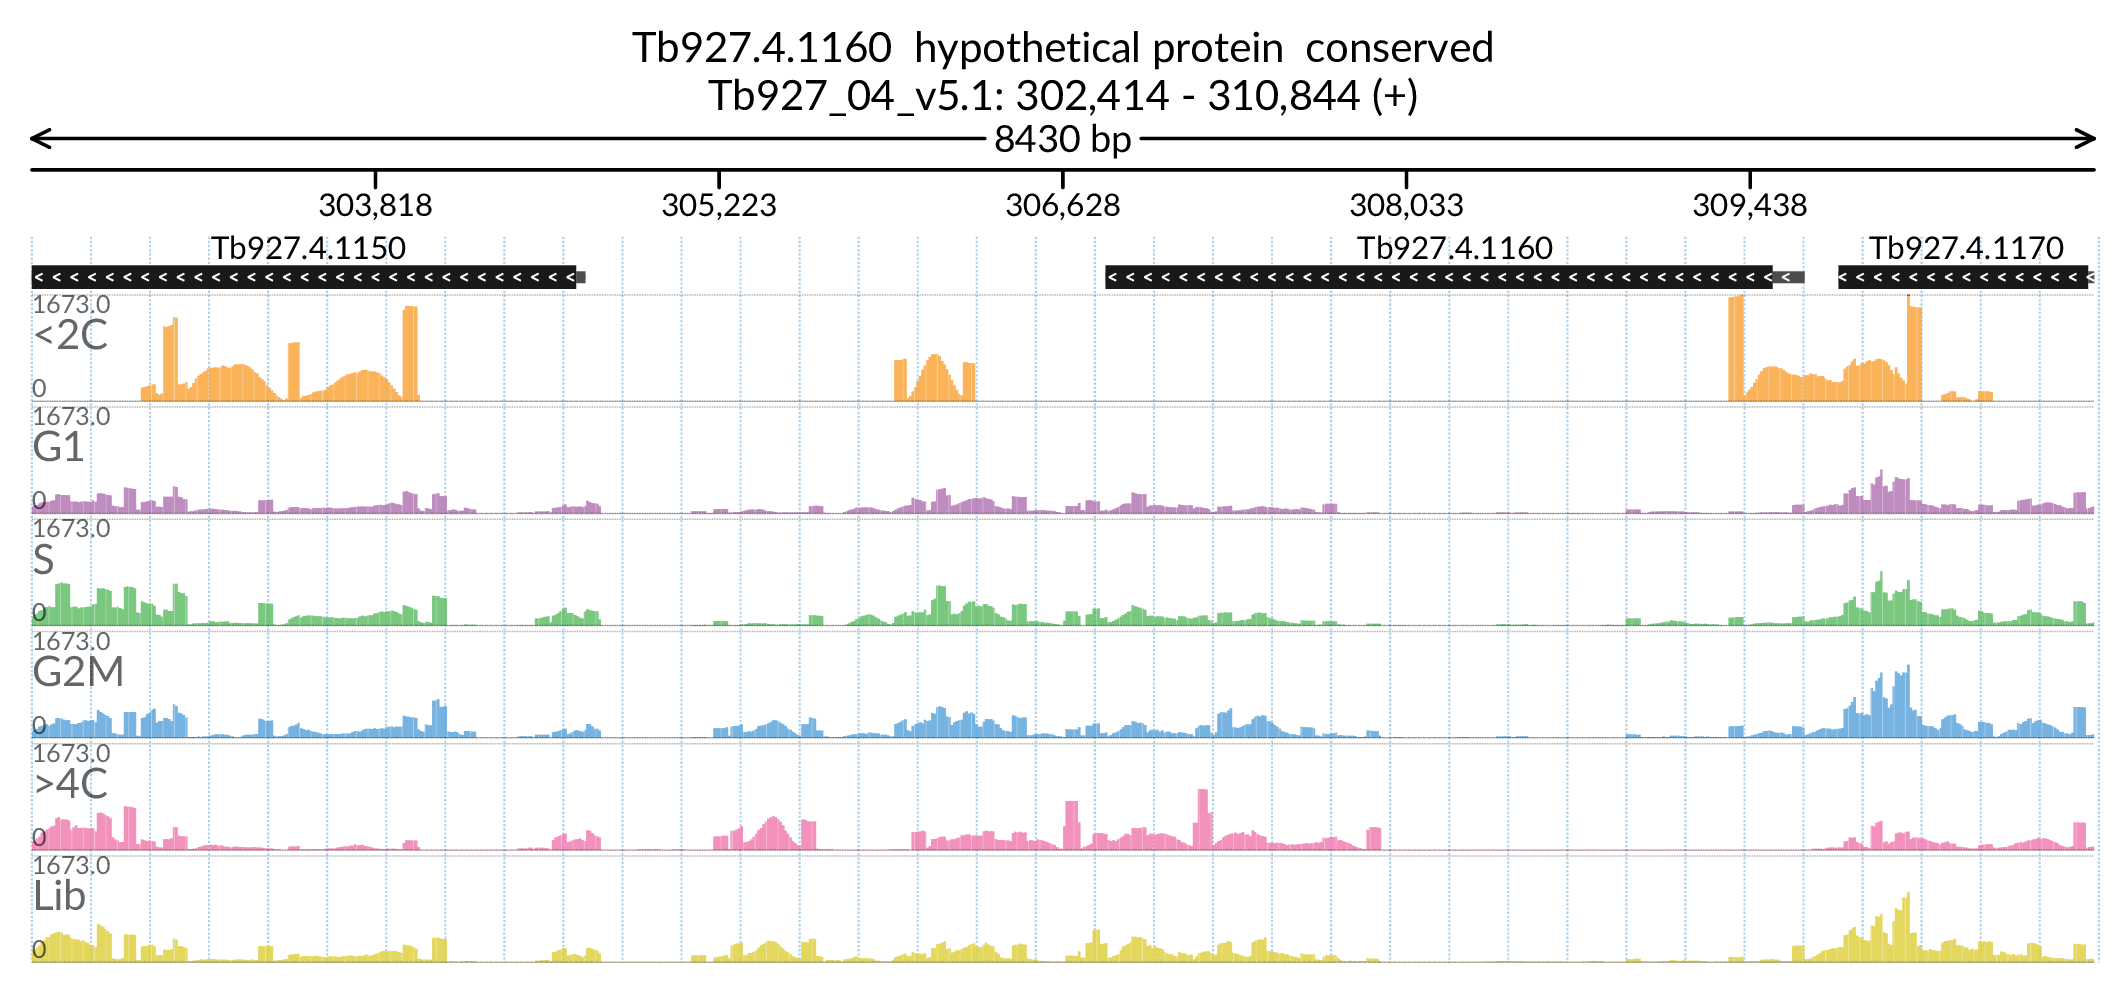 Tb927.4.1160  hypothetical protein  conserved
Tb927_04_v5.1: 302,414 - 310,844 (+)
8430 bp
303,818 305,223 306,628 308,033 309,438
Tb927.4.1150 Tb927.4.1160 Tb927.4.1170
1673.0
<2C
0
1673.0
G1
0
1673.0
S
0
1673.0
G2M
0
1673.0
>4C
0
1673.0
Lib
0